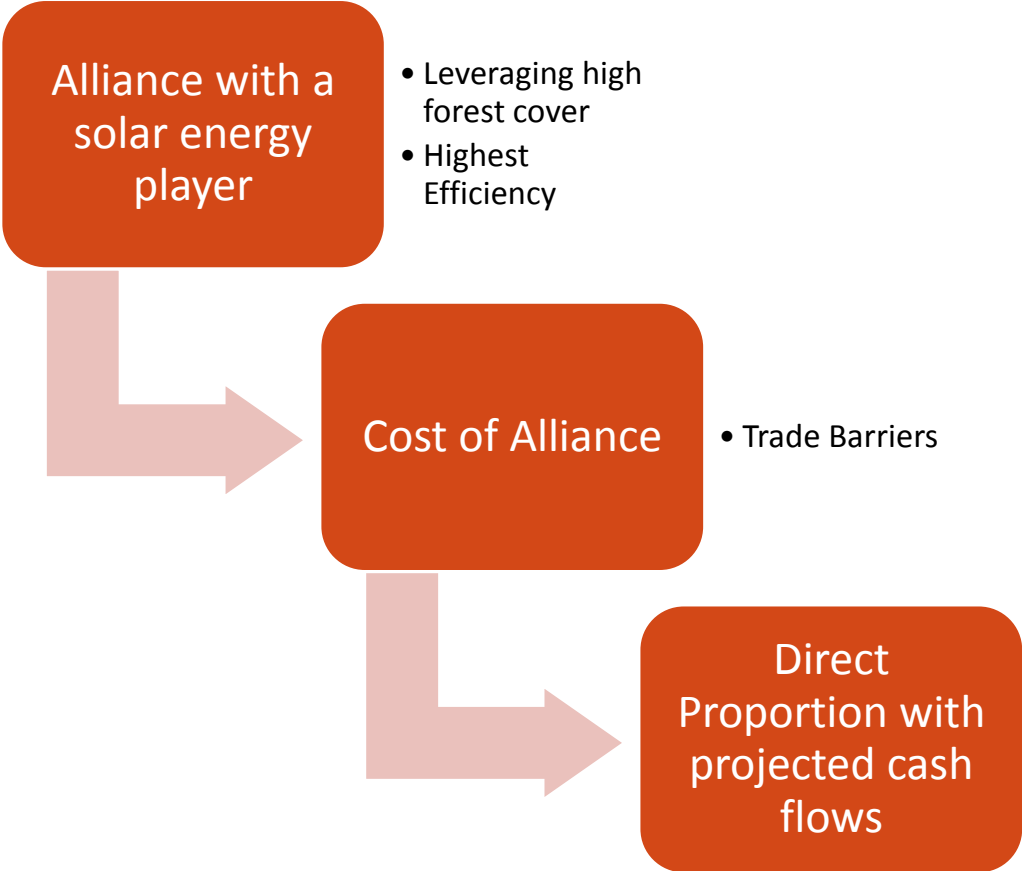 Alliance with a
solar energy
player
• Leveraging high
forest cover
• Highest
Efficiency
Cost of Alliance
• Trade Barriers
Direct
Proportion with
projected cash
flows